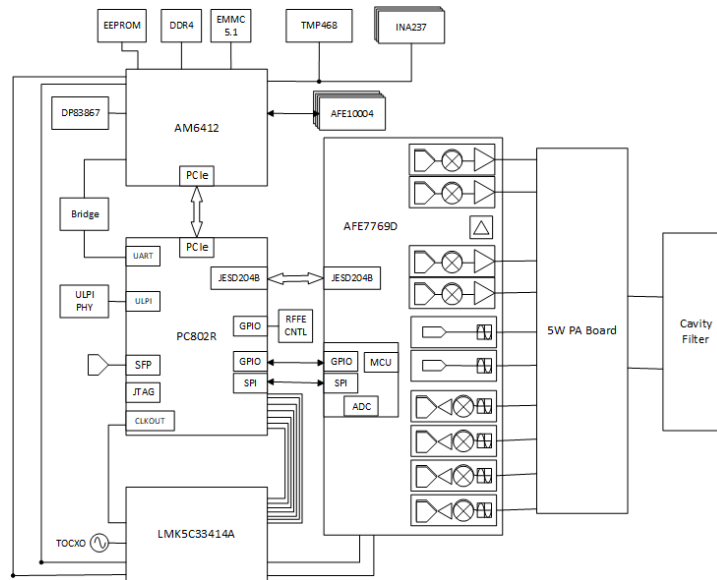 EEPROM
DDR4
EMMC
5.1
TMP468
INA237
DP83867
AM6412
AFE10004
PCIe
Bridge
AFE7769D
PCIe
UART
JESD204B
JESD204B
ULPI
PHY
ULPI
GPIO
RFFE
CNTL
PC802R
5W PA Board
Cavity
Filter
SFP
GPIO
GPIO
MCU
SPI
SPI
JTAG
ADC
CLKOUT
LMK5C33414A
TOCXO